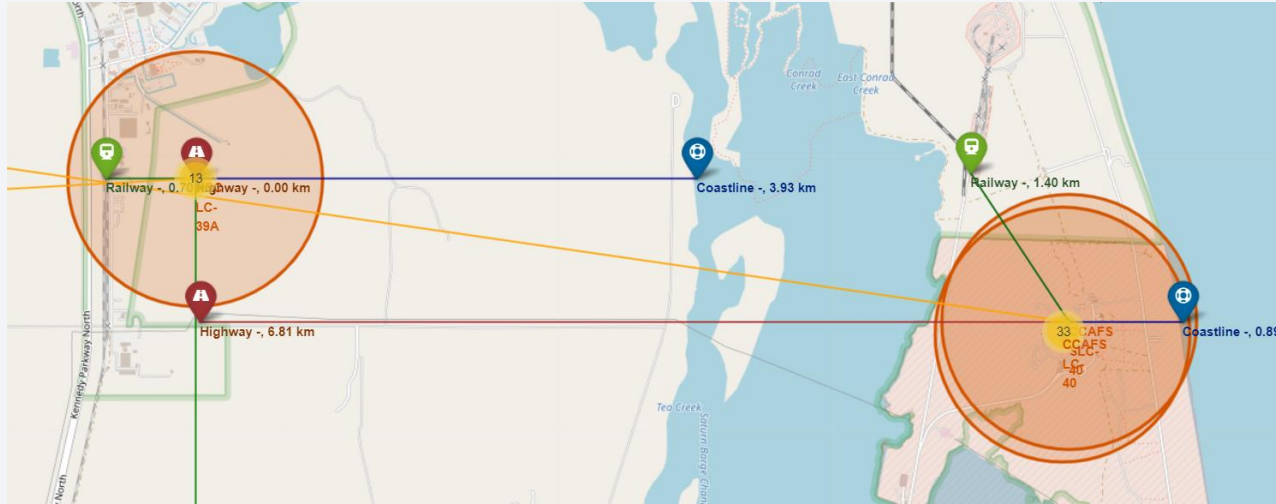 Kennedy Parkway North
Conrad
Creek
East Conrad
Creek
13
Railway -, 0.70
Highway -, 0.00 km
LC-
39A
Coastline -, 3.93 km
Railway -, 1.40 km
Highway -, 6.81 km
33
CCAFS
CCAFS
SLC-
LC-
40
40
Coastline -, 0.89
Tea Creek
Saturn Barge Chan
North